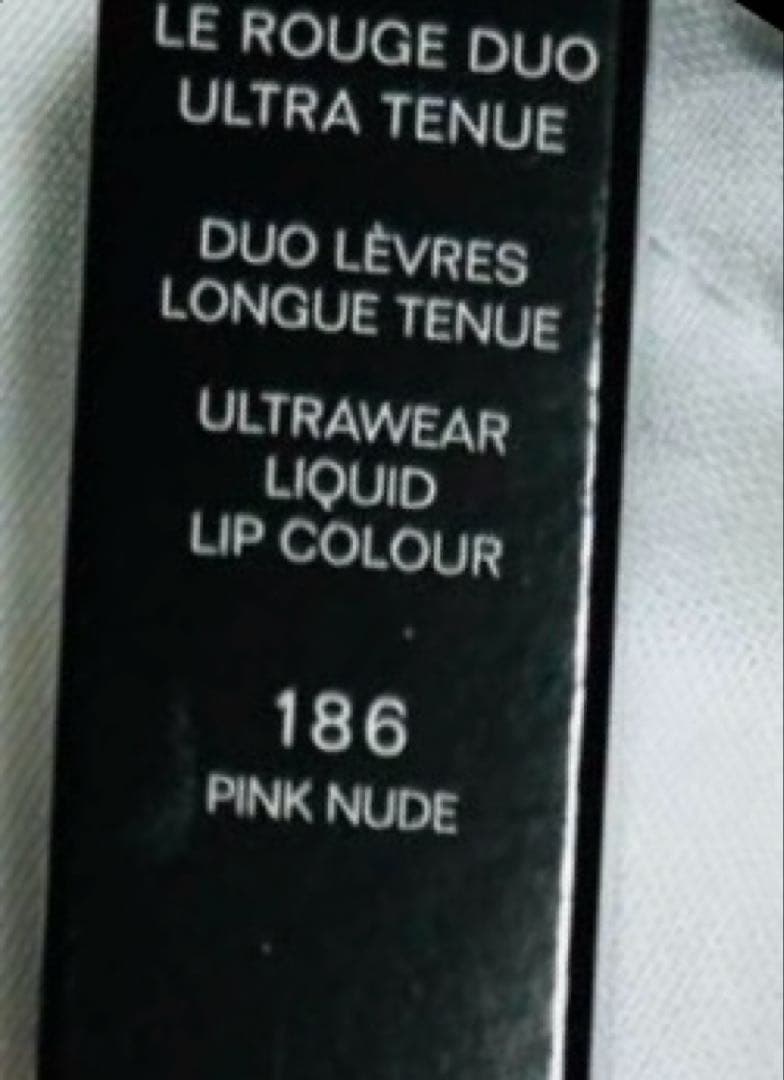 LE ROUGE DUO
ULTRA TENUE
DUO LÈVRES
LONGUE TENUE
ULTRAWEAR
LIQUID
LIP COLOUR
186
PINK NUDE